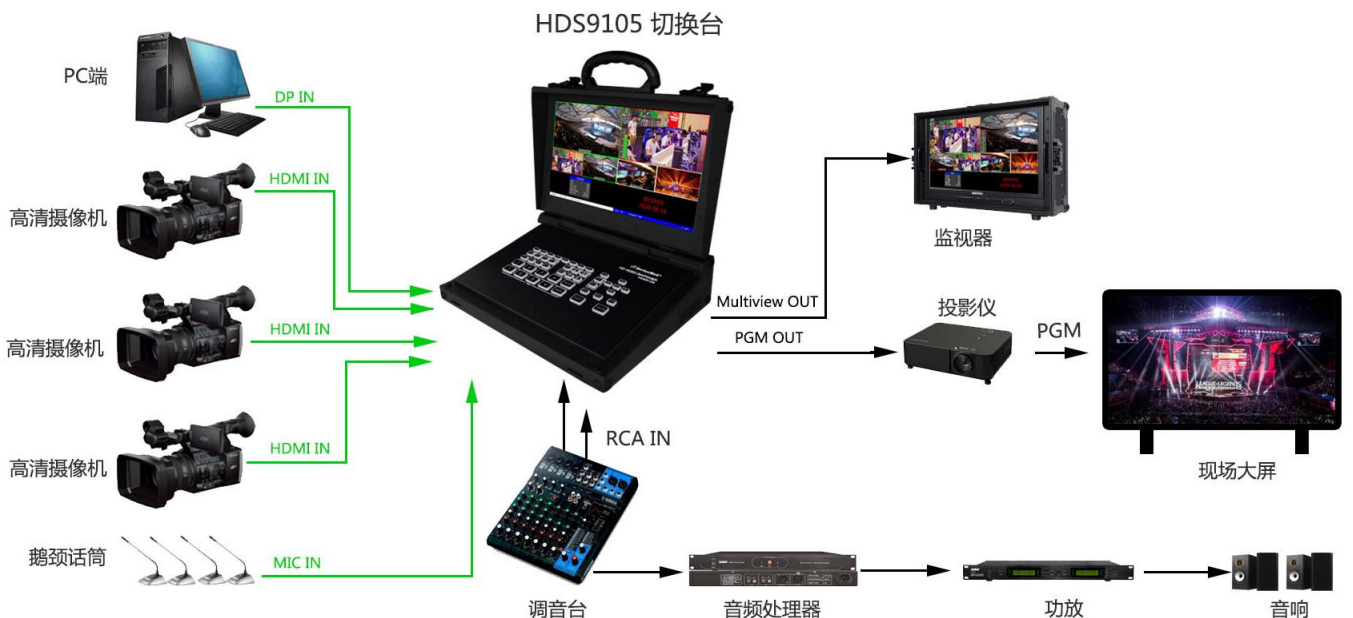 HDS9105 切换台
PC端
DP IN
高清摄像机
HDMI IN
高清摄像机
HDMI IN
高清摄像机
HDMI IN
鹅颈话筒
MIC IN
Multiview OUT
PGM OUT
监视器
投影仪
PGM
LEAGUE LEGENDS
现场大屏
RCA IN
调音台
音频处理器
功放
音响